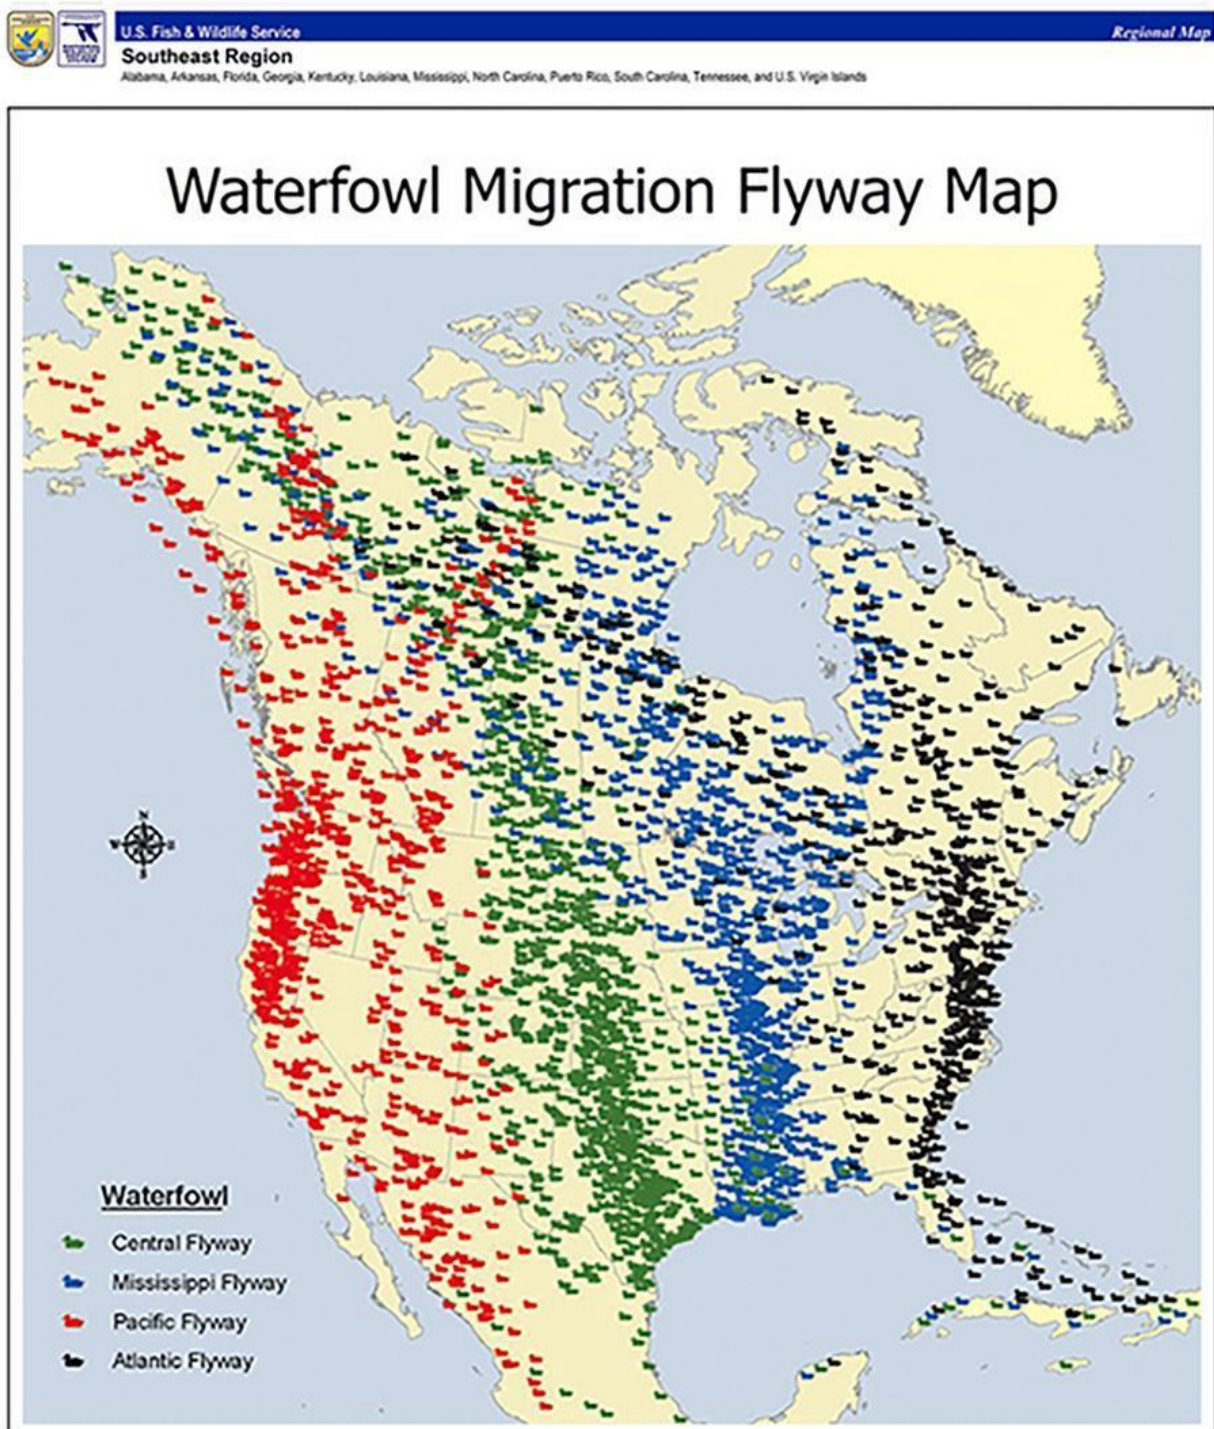 U.S. Fish & Wildlife Service
Regional Map
Southeast Region
Alabama, Arkansas, Florida, Georgia, Kentucky, Louisiana, Mississippi, North Carolina, Puerto Rico, South Carolina, Tennessee, and U.S. Virgin Islands
Waterfowl Migration Flyway Map
N
W
E
S
Waterfowl
Central Flyway
Mississippi Flyway
Pacific Flyway
Atlantic Flyway